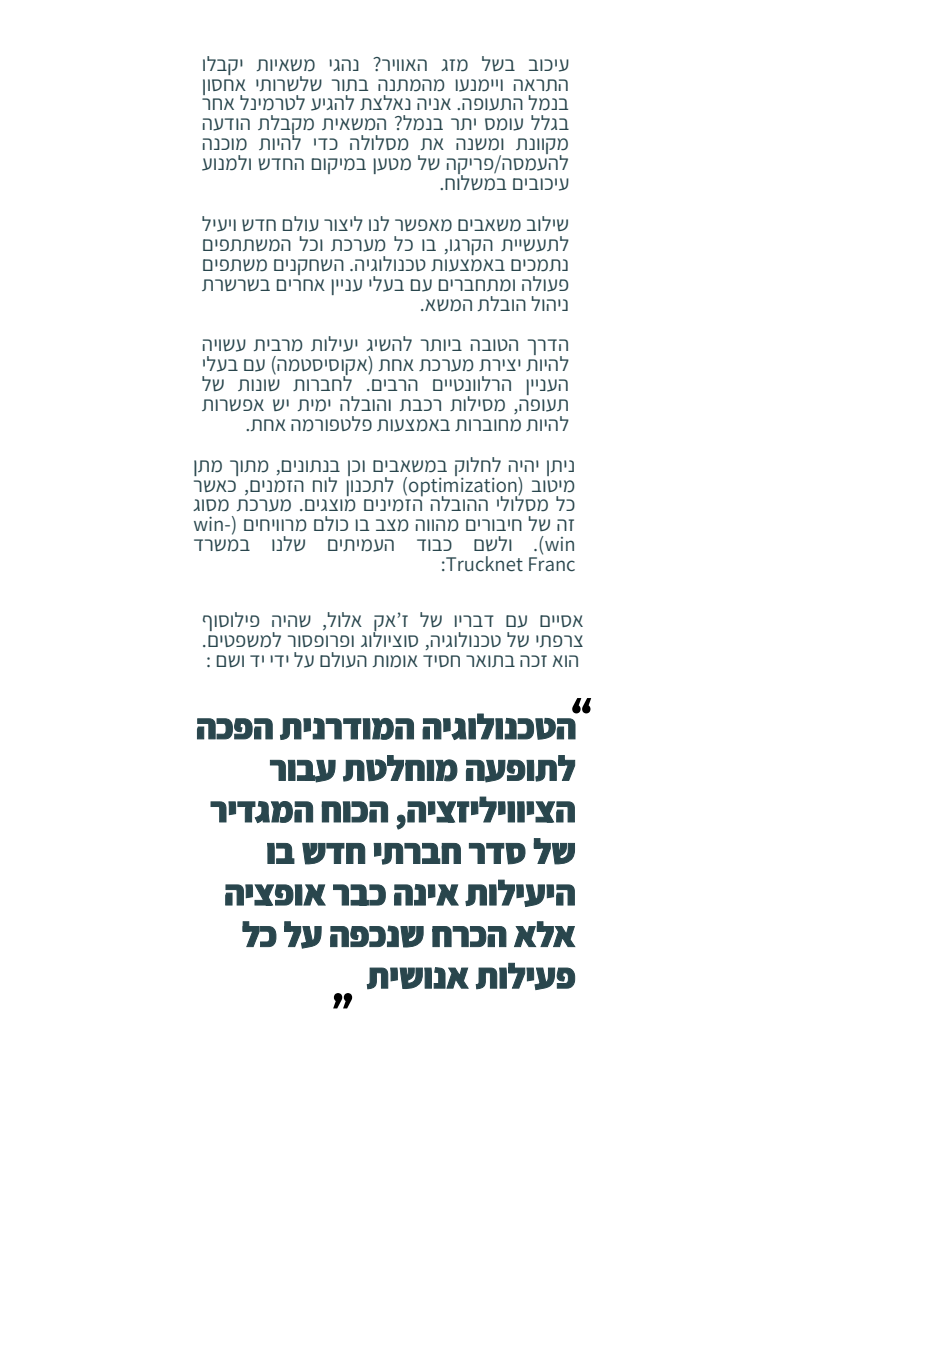 עיכוב בשל מזג האוויר? נהגי משאיות יקבלו
התראה ויימנעו מהמתנה בתור שלשרותי אחסון
בנמל התעופה. אניה נאלצת להגיע לטרמינל אחר
בגלל עומס יתר בנמל? המשאית מקבלת הודעה
מקוונת ומשנה את מסלולה כדי להיות מוכנה
להעמסה/פריקה של מטען במיקום החדש ולמנוע
עיכובים במשלוח.
שילוב משאבים מאפשר לנו ליצור עולם חדש ויעיל
לתעשיית הקרגו, בו כל מערכת וכל המשתתפים
נתמכים באמצעות טכנולוגיה. השחקנים משתפים
פעולה ומתחברים עם בעלי עניין אחרים בשרשרת
ניהול הובלת המשא.
הדרך הטובה ביותר להשיג יעילות מרבית עשויה
להיות יצירת מערכת אחת (אקוסיסטמה) עם בעלי
העניין הרלוונטיים הרבים. לחברות שונות של
תעופה, מסילות רכבת והובלה ימית יש אפשרות
להיות מחוברות באמצעות פלטפורמה אחת.
ניתן יהיה לחלוק במשאבים וכן בנתונים, מתוך מתן
מיטוב (optimization) לתכנון לוח הזמנים, כאשר
כל מסלולי ההובלה הזמינים מוצגים. מערכת מסוג
זה של חיבורים מהווה מצב בו כולם מרוויחים (win-
win). ולשם כבוד העמיתים שלנו במשרד
Trucknet Franc:
אסיים עם דבריו של ז’אק אלול, שהיה פילוסוף
צרפתי של טכנולוגיה, סוציולוג ופרופסור למשפטים.
הוא זכה בתואר חסיד אומות העולם על ידי יד ושם :
“
הטכנולוגיה המודרנית הפכה
לתופעה מוחלטת עבור
הציוויליזציה, הכוח המגדיר
של סדר חברתי חדש בו
היעילות אינה כבר אופציה
אלא הכרח שנכפה על כל
פעילות אנושית
”